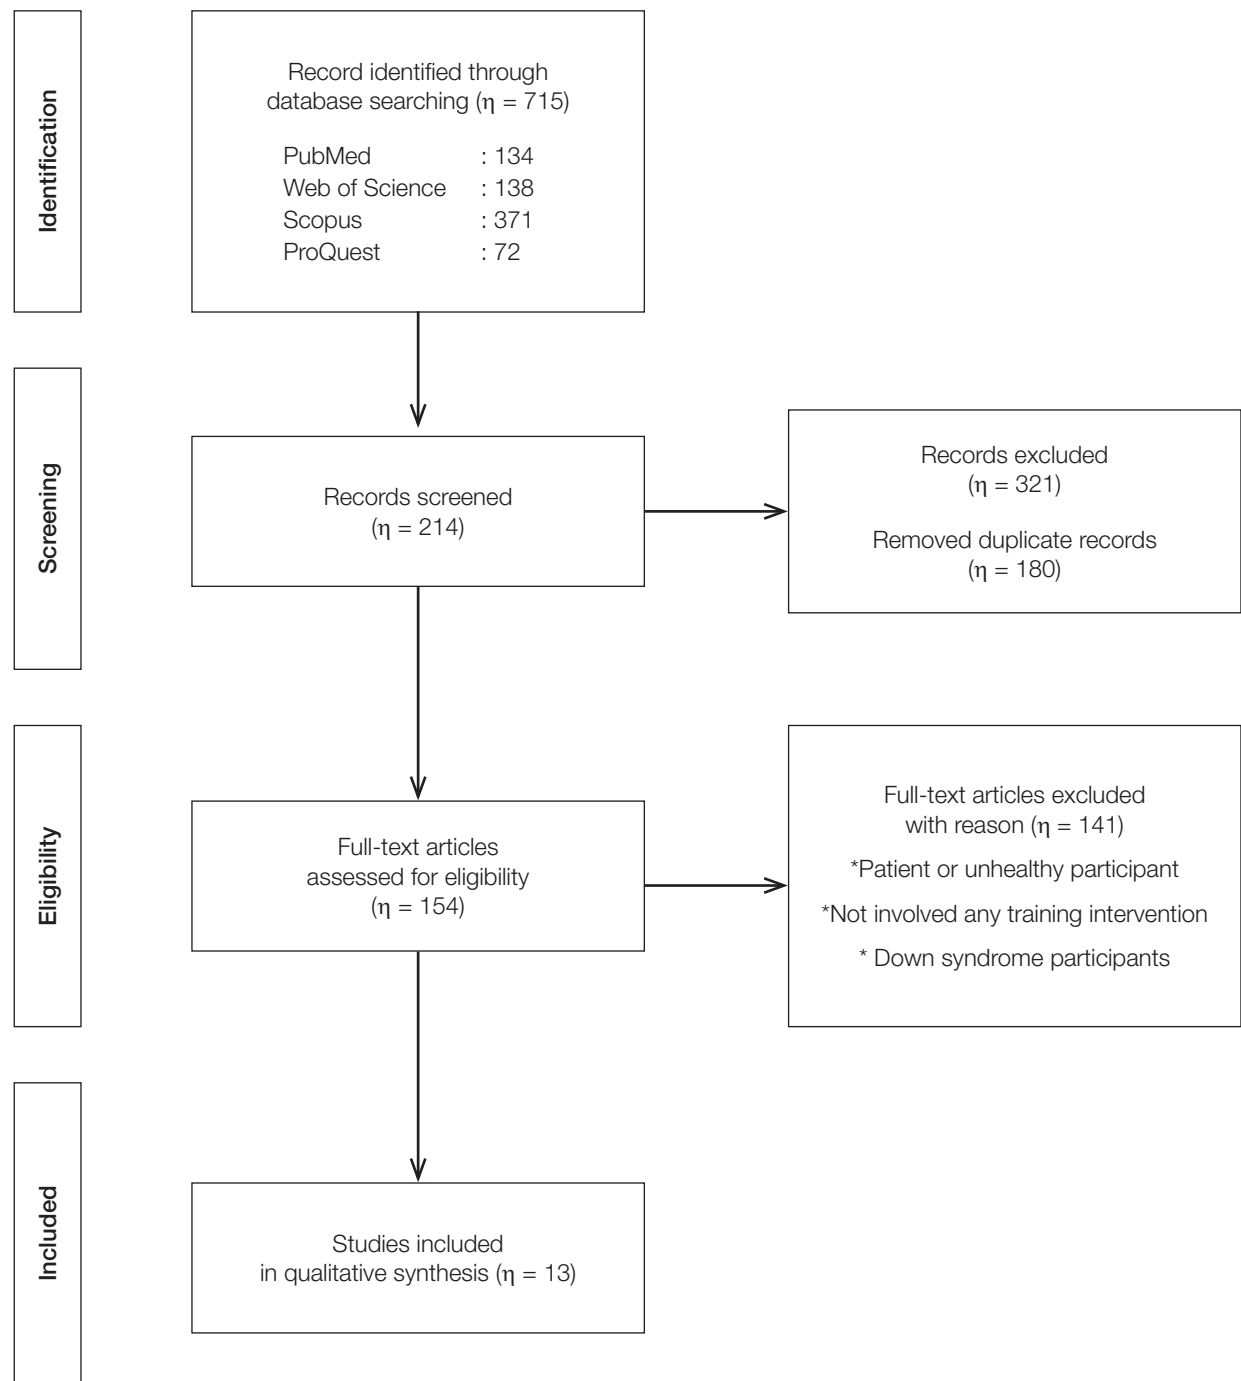 Identification
Record identified through
database searching (η = 715)
PubMed : 134
Web of Science : 138
Scopus : 371
ProQuest : 72
Screening
Records screened
(η = 214)
Records excluded
(η = 321)
Removed duplicate records
(η = 180)
Eligibility
Full-text articles
assessed for eligibility
(η = 154)
Full-text articles excluded
with reason (η = 141)
*Patient or unhealthy participant
*Not involved any training intervention
* Down syndrome participants
Included
Studies included
in qualitative synthesis (η = 13)